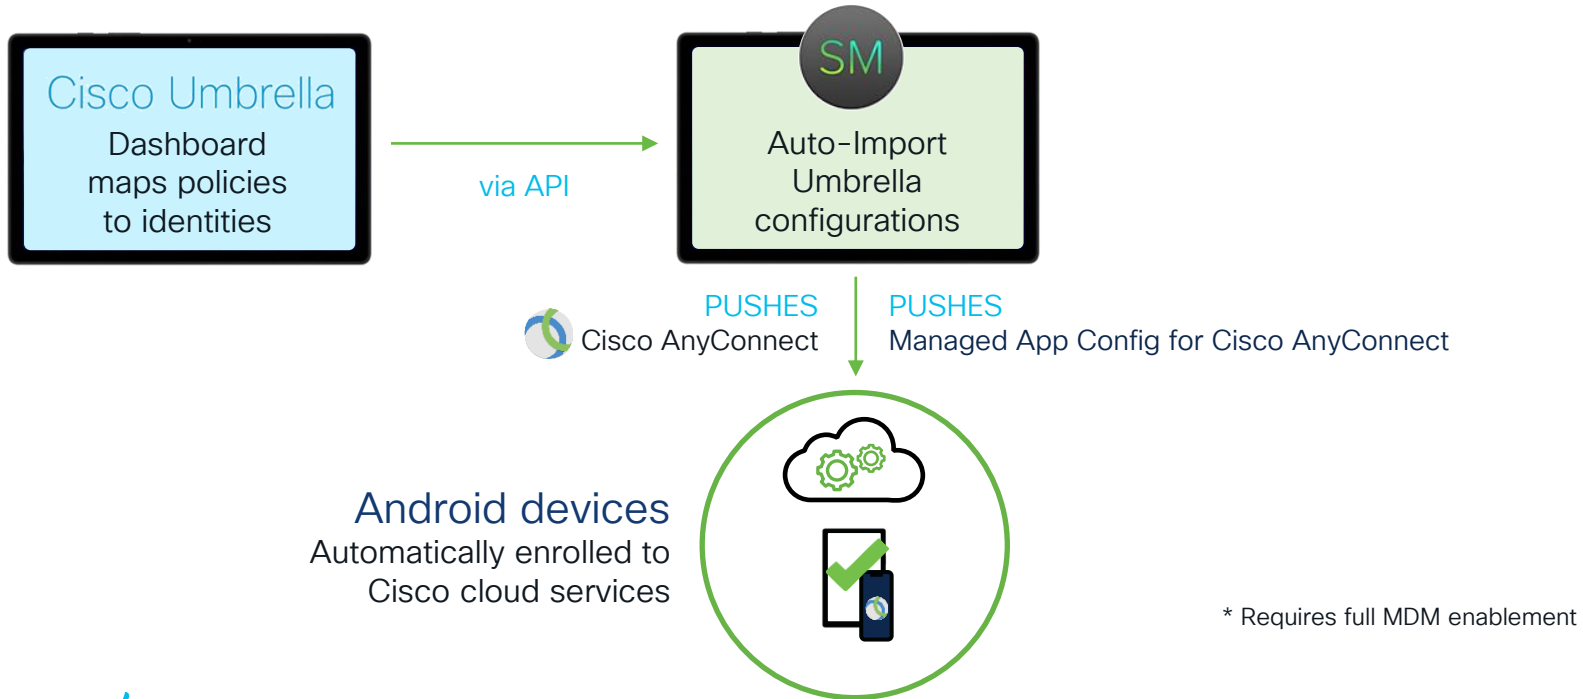 Cisco Umbrella
Dashboard
maps policies
to identities
via API
SM
Auto-Import
Umbrella
configurations
PUSHES
Cisco AnyConnect
PUSHES
Managed App Config for Cisco AnyConnect
Android devices
Automatically enrolled to
Cisco cloud services
* Requires full MDM enablement